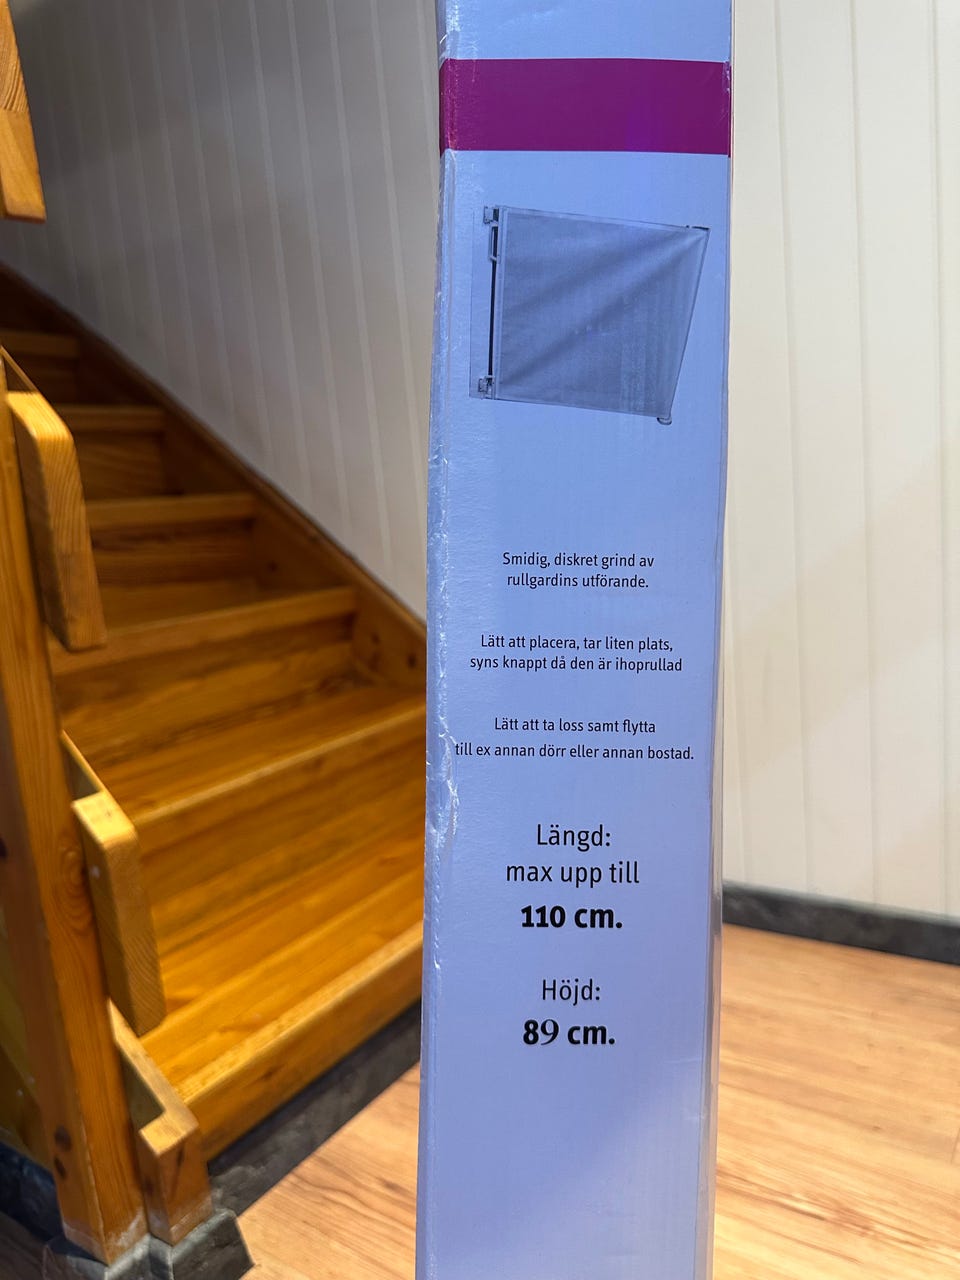 Smidig, diskret grind av
rullgardins utförande.
Lätt att placera, tar liten plats,
syns knappt då den är ihoprullad
Lätt att ta loss samt flytta
till ex annan dörr eller annan bostad.
Längd:
max upp till
110 cm.
Höjd:
89 cm.